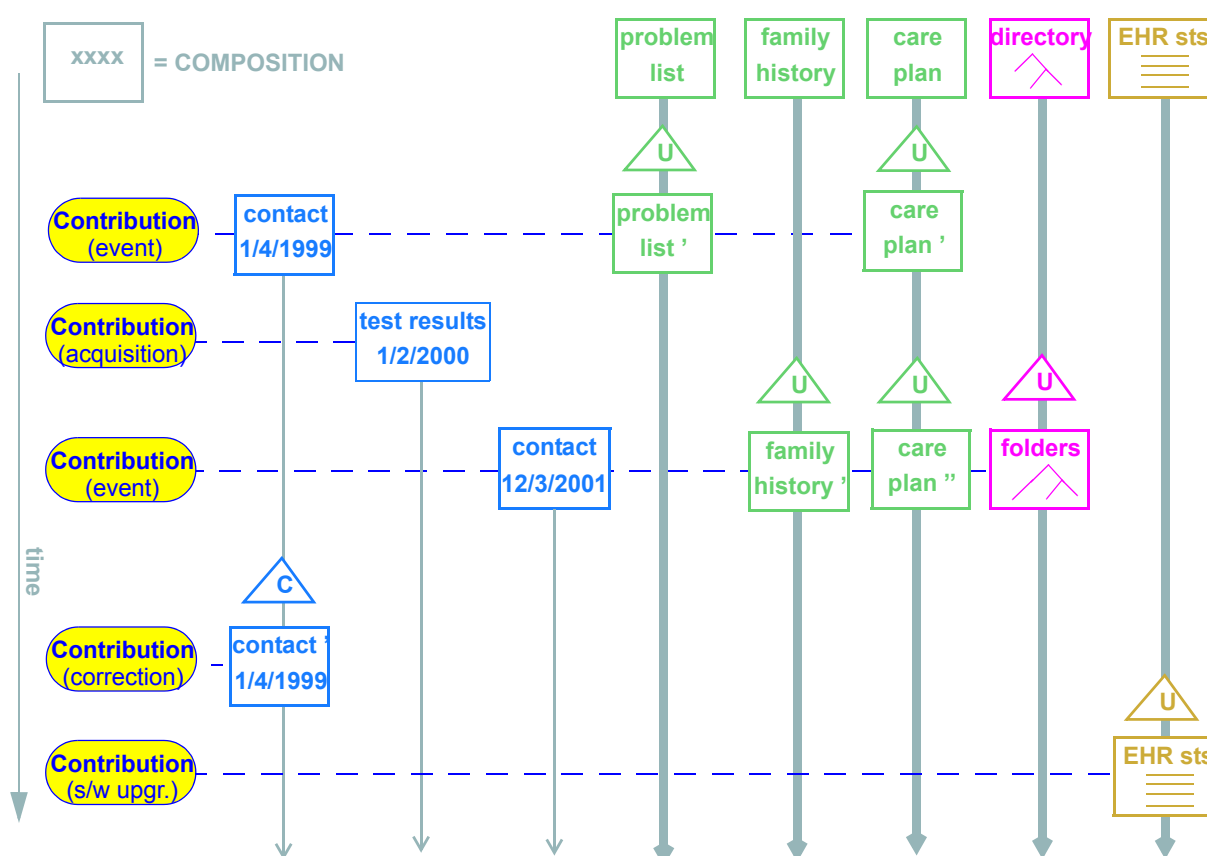 xxxx
= COMPOSITION
problem
list
family
history
care
plan
directory
EHR sts
U
U
Contribution
(event)
contact
1/4/1999
problem
list ’
care
plan ’
Contribution
(acquisition)
test results
1/2/2000
U
U
U
Contribution
(event)
contact
12/3/2001
family
history ’
care
plan ”
folders
time
C
Contribution
(correction)
contact ’
1/4/1999
U
Contribution
(s/w upgr.)
EHR sts